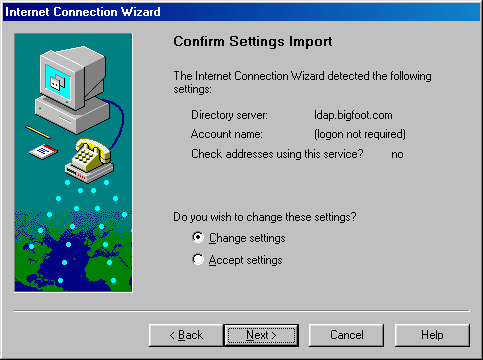 Internet Connection Wizard
Confirm Settings Import
The Internet Connection Wizard detected the following
settings:
Directory server: ldap.bigfoot.com
Account name: (logon not required)
Check addresses using this service? no
Do you wish to change these settings?
Change settings
Accept settings
< Back Next > Cancel Help